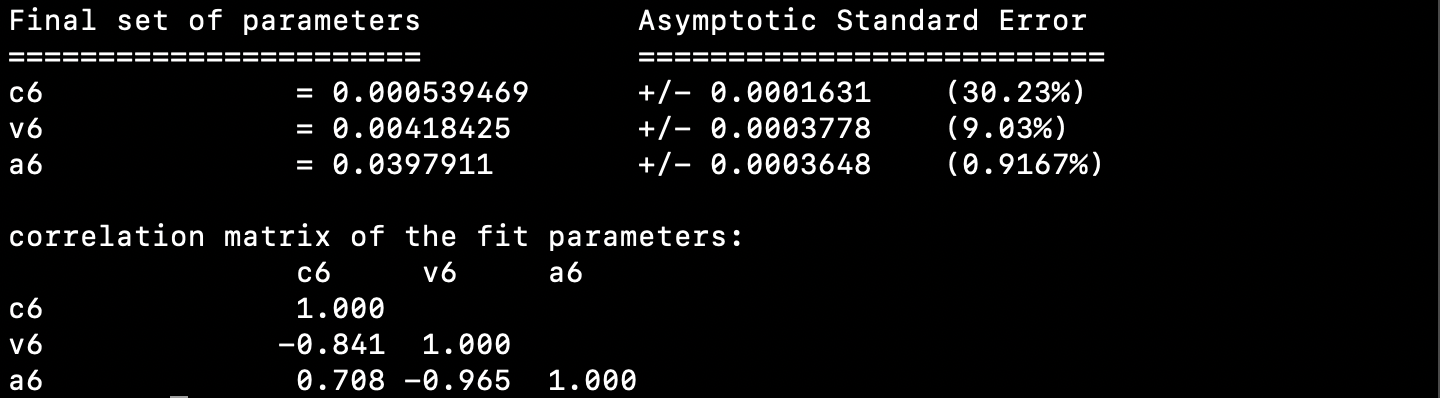 Final set of parameters            Asymptotic Standard Error
=======================            ==========================
c6              = 0.000539469      +/- 0.0001631    (30.23%)
v6              = 0.00418425       +/- 0.0003778    (9.03%)
a6              = 0.0397911        +/- 0.0003648    (0.9167%)
correlation matrix of the fit parameters:
                c6     v6     a6
c6              1.000
v6             -0.841  1.000
a6              0.708 -0.965  1.000